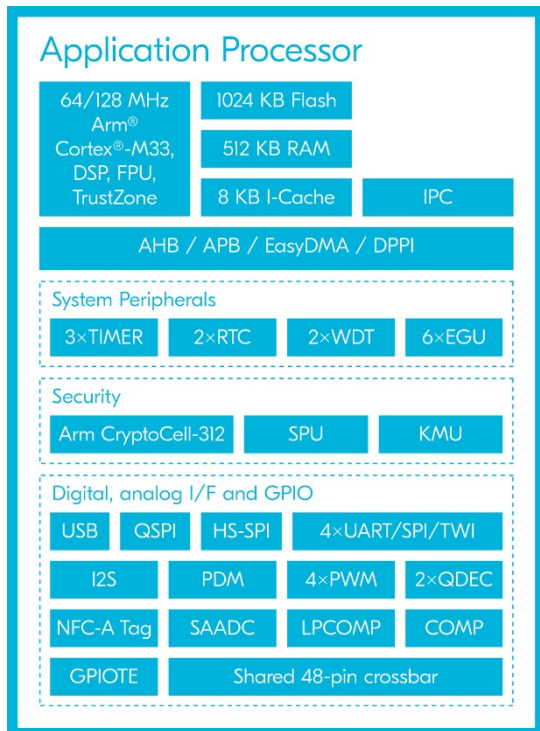 Application Processor
64/128 MHz
Arm®
Cortex®-M33,
DSP, FPU,
TrustZone
1024 KB Flash
512 KB RAM
8 KB I-Cache
IPC
AHB / APB / EasyDMA / DPPI
System Peripherals
3×TIMER
2×RTC
2×WDT
6×EGU
Security
Arm CryptoCell-312
SPU
KMU
Digital, analog I/F and GPIO
USB
QSPI
HS-SPI
4×UART/SPI/TWI
I2S
PDM
4×PWM
2×QDEC
NFC-A Tag
SAADC
LPCOMP
COMP
GPIOTE
Shared 48-pin crossbar